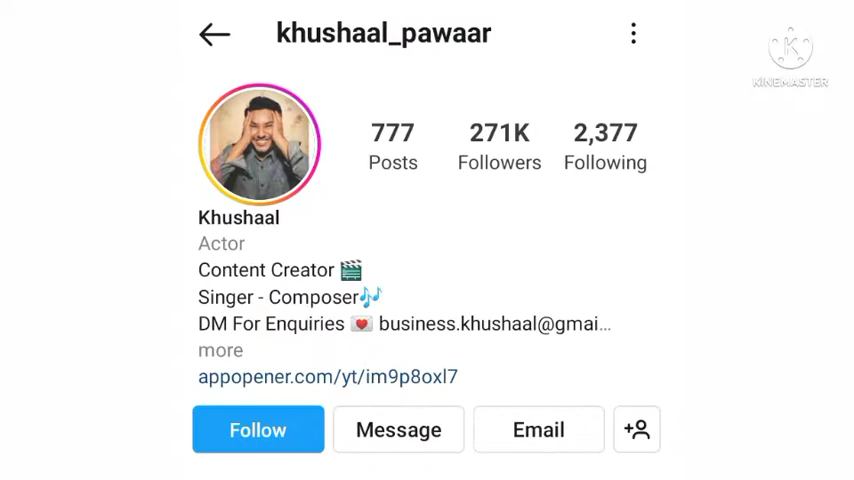 khushaal_pawaar
K
KINEMASTER
777 271K 2,377
Posts Followers Following
Khushaal
Actor
Content Creator 🎬
Singer - Composer🎶
DM For Enquiries 💌 business.khushaal@gmai...
more
appopener.com/yt/im9p8oxl7
Follow Message Email